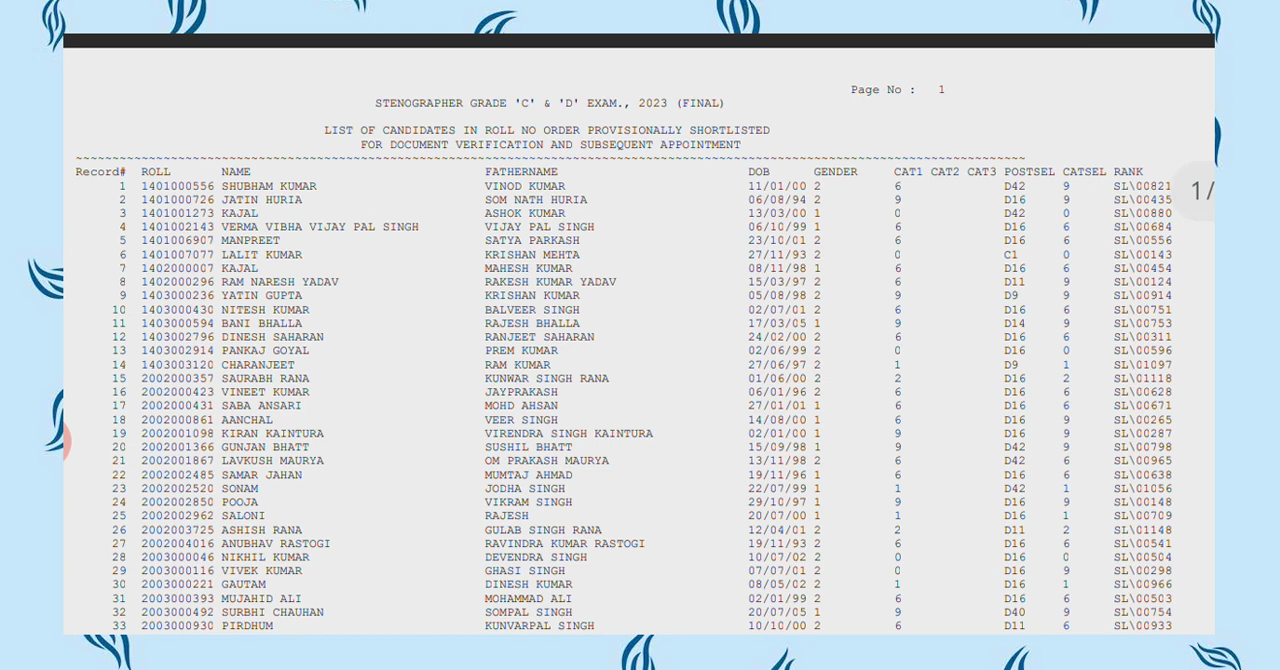 Page No : 1
STENOGRAPHER GRADE 'C' & 'D' EXAM., 2023 (FINAL)
LIST OF CANDIDATES IN ROLL NO ORDER PROVISIONALLY SHORTLISTED
FOR DOCUMENT VERIFICATION AND SUBSEQUENT APPOINTMENT
Record# ROLL NAME FATHERNAME DOB GENDER CAT1 CAT2 CAT3 POSTSEL CATSEL RANK
1 1401000556 SHUBHAM KUMAR VINOD KUMAR 11/01/00 2 6 D42 9 SL\00821
2 1401000726 JATIN HURIA SOM NATH HURIA 06/08/94 2 9 D16 9 SL\00435
3 1401001273 KAJAL ASHOK KUMAR 13/03/00 1 0 D42 0 SL\00880
4 1401002143 VERMA VIBHA VIJAY PAL SINGH VIJAY PAL SINGH 06/10/99 1 6 D16 6 SL\00684
5 1401006907 MANPREET SATYA PARKASH 23/10/01 2 6 D16 6 SL\00556
6 1401007077 LALIT KUMAR KRISHAN MEHTA 27/11/93 2 0 C1 0 SL\00143
7 1402000007 KAJAL MAHESH KUMAR 08/11/98 1 6 D16 6 SL\00454
8 1402000296 RAM NARESH YADAV RAKESH KUMAR YADAV 15/03/97 2 6 D11 9 SL\00124
9 1403000236 YATIN GUPTA KRISHAN KUMAR 05/08/98 2 9 D9 9 SL\00914
10 1403000430 NITESH KUMAR BALVEER SINGH 02/07/01 2 6 D16 6 SL\00751
11 1403000594 BANI BHALLA RAJESH BHALLA 17/03/05 1 9 D14 9 SL\00753
12 1403002796 DINESH SAHARAN RANJEET SAHARAN 24/02/00 2 6 D16 6 SL\00311
13 1403002914 PANKAJ GOYAL PREM KUMAR 02/06/99 2 0 D16 0 SL\00596
14 1403003120 CHARANJEET RAM KUMAR 27/06/97 2 1 D9 1 SL\01097
15 2002000357 SAURABH RANA KUNWAR SINGH RANA 01/06/00 2 2 D16 2 SL\01118
16 2002000423 VINEET KUMAR JAYPRAKASH 06/01/96 2 6 D16 6 SL\00628
17 2002000431 SABA ANSARI MOHD AHSAN 27/01/01 1 6 D16 6 SL\00671
18 2002000861 AANCHAL VEER SINGH 14/08/00 1 6 D16 9 SL\00265
19 2002001098 KIRAN KAINTURA VIRENDRA SINGH KAINTURA 02/01/00 1 9 D16 9 SL\00287
20 2002001366 GUNJAN BHATT SUSHIL BHATT 15/09/98 1 9 D42 9 SL\00798
21 2002001867 LAVKUSH MAURYA OM PRAKASH MAURYA 13/11/98 2 6 D42 6 SL\00965
22 2002002485 SAMAR JAHAN MUMTAJ AHMAD 19/11/96 1 6 D16 6 SL\00638
23 2002002520 SONAM JODHA SINGH 22/07/99 1 1 D42 1 SL\01056
24 2002002850 POOJA VIKRAM SINGH 29/10/97 1 9 D16 9 SL\00148
25 2002002962 SALONI RAJESH 20/07/00 1 1 D16 1 SL\00709
26 2002003725 ASHISH RANA GULAB SINGH RANA 12/04/01 2 2 D11 2 SL\01148
27 2002004016 ANUBHAV RASTOGI RAVINDRA KUMAR RASTOGI 19/11/93 2 6 D16 6 SL\00541
28 2003000046 NIKHIL KUMAR DEVENDRA SINGH 10/07/02 2 0 D16 0 SL\00504
29 2003000116 VIVEK KUMAR GHASI SINGH 07/07/01 2 0 D16 9 SL\00298
30 2003000221 GAUTAM DINESH KUMAR 08/05/02 2 1 D16 1 SL\00966
31 2003000393 MUJAHID ALI MOHAMMAD ALI 02/01/99 2 6 D16 6 SL\00503
32 2003000492 SURBHI CHAUHAN SOMPAL SINGH 20/07/05 1 9 D40 9 SL\00754
33 2003000930 PIRDHUM KUNVARPAL SINGH 10/10/00 2 6 D11 6 SL\00933
1/